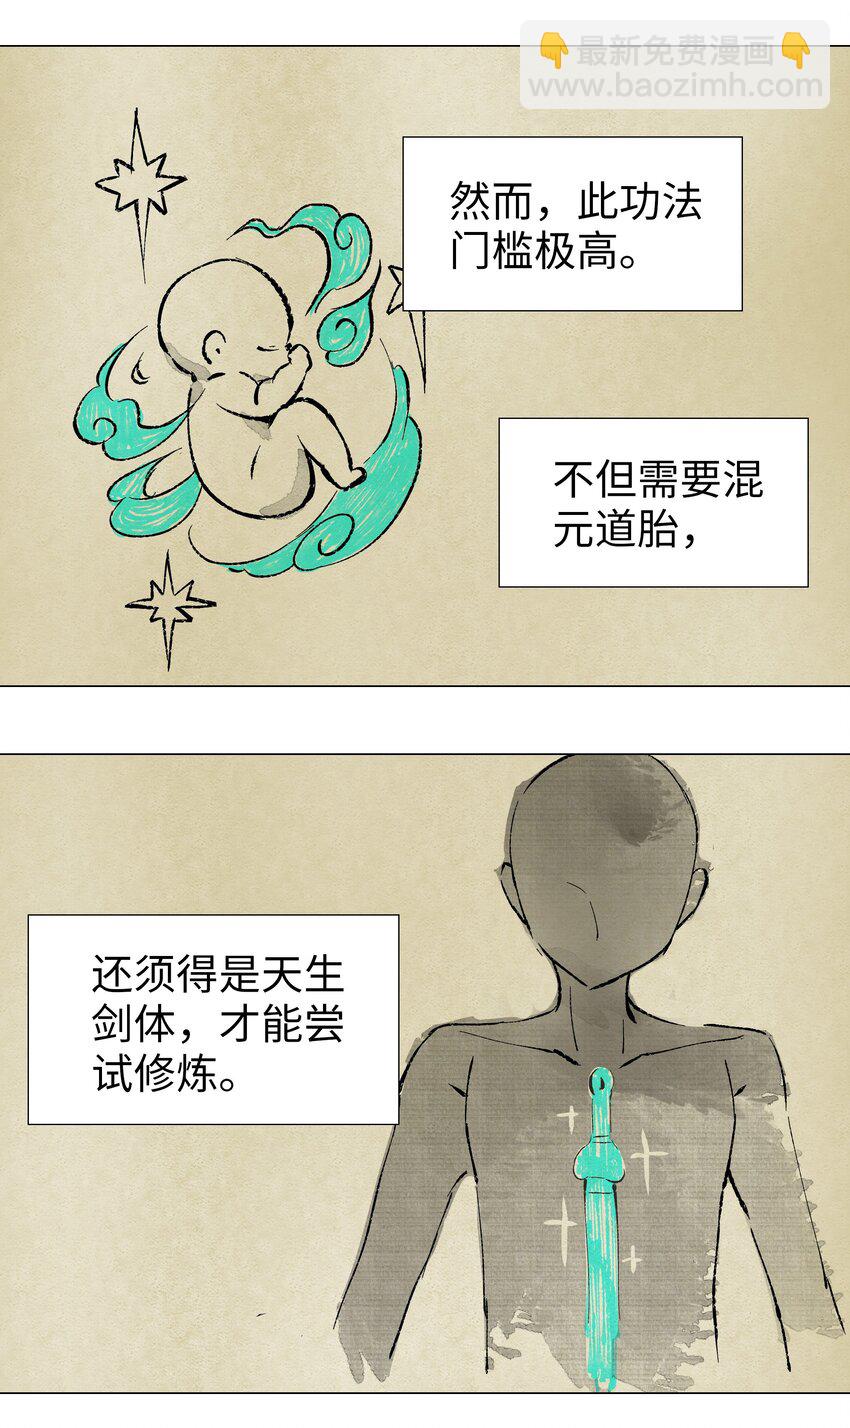 👇最新免费漫画👇
www.baozimh.com
然而，此功法
门槛极高。
不但需要混
元道胎，
还须得是天生
剑体，才能尝
试修炼。